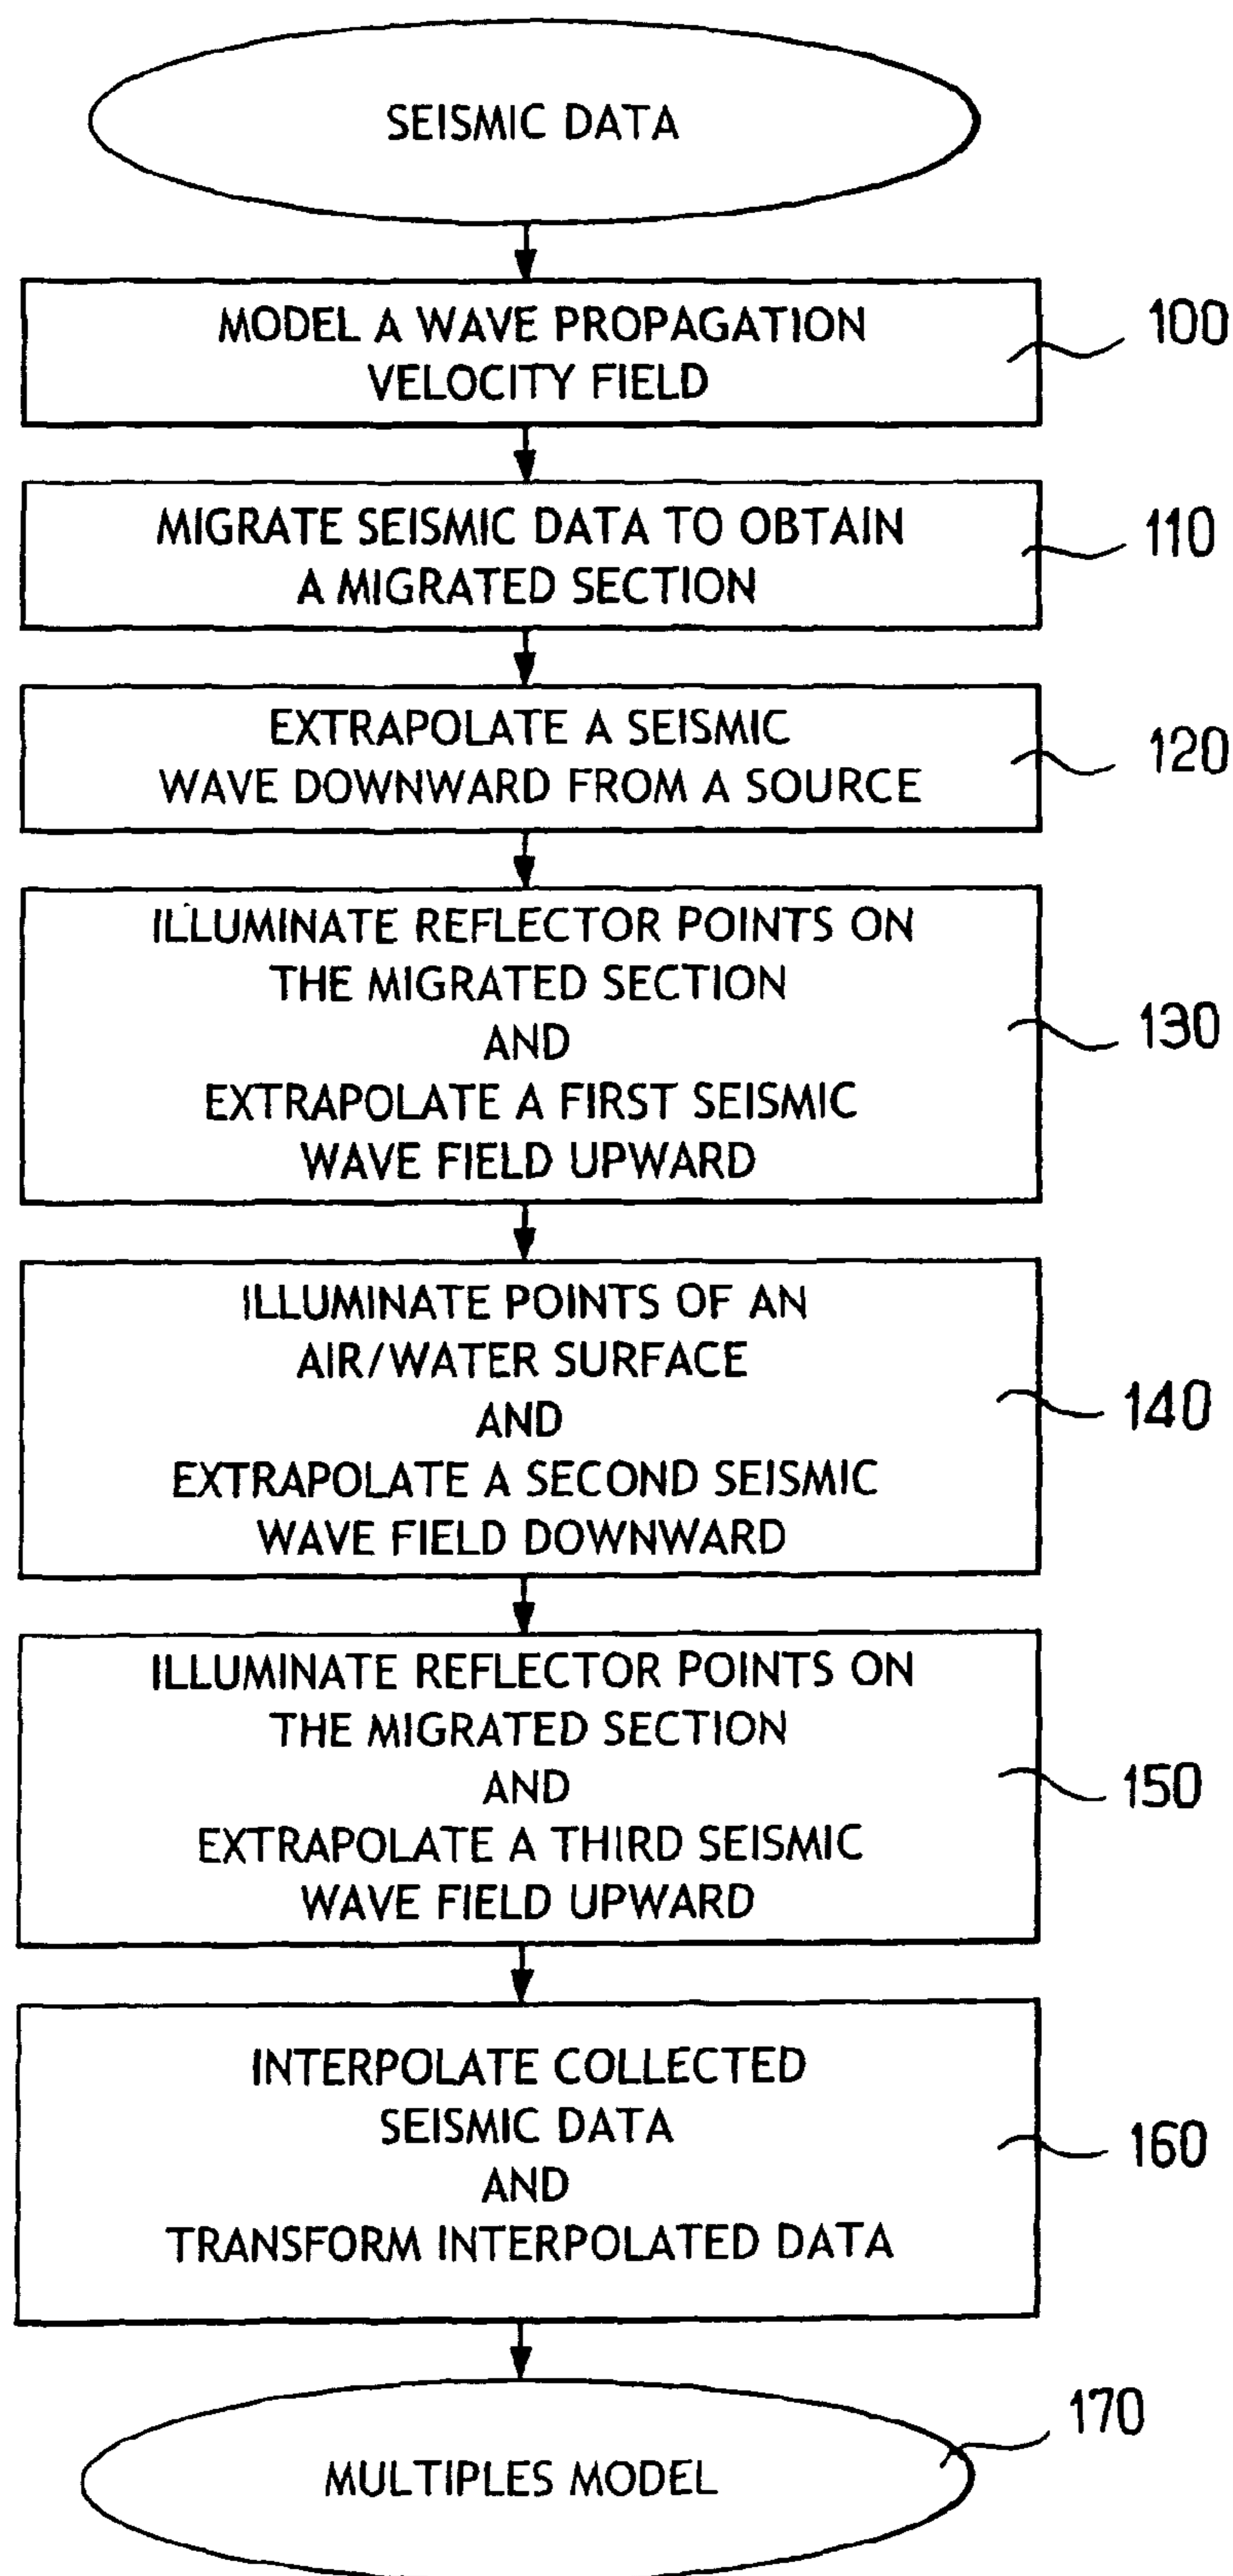 SEISMIC DATA
MODEL A WAVE PROPAGATION
VELOCITY FIELD
100
MIGRATE SEISMIC DATA TO OBTAIN
A MIGRATED SECTION
110
EXTRAPOLATE A SEISMIC
WAVE DOWNWARD FROM A SOURCE
120
ILLUMINATE REFLECTOR POINTS ON
THE MIGRATED SECTION
AND
EXTRAPOLATE A FIRST SEISMIC
WAVE FIELD UPWARD
130
ILLUMINATE POINTS OF AN
AIR/WATER SURFACE
AND
EXTRAPOLATE A SECOND SEISMIC
WAVE FIELD DOWNWARD
140
ILLUMINATE REFLECTOR POINTS ON
THE MIGRATED SECTION
AND
EXTRAPOLATE A THIRD SEISMIC
WAVE FIELD UPWARD
150
INTERPOLATE COLLECTED
SEISMIC DATA
AND
TRANSFORM INTERPOLATED DATA
160
MULTIPLES MODEL
170